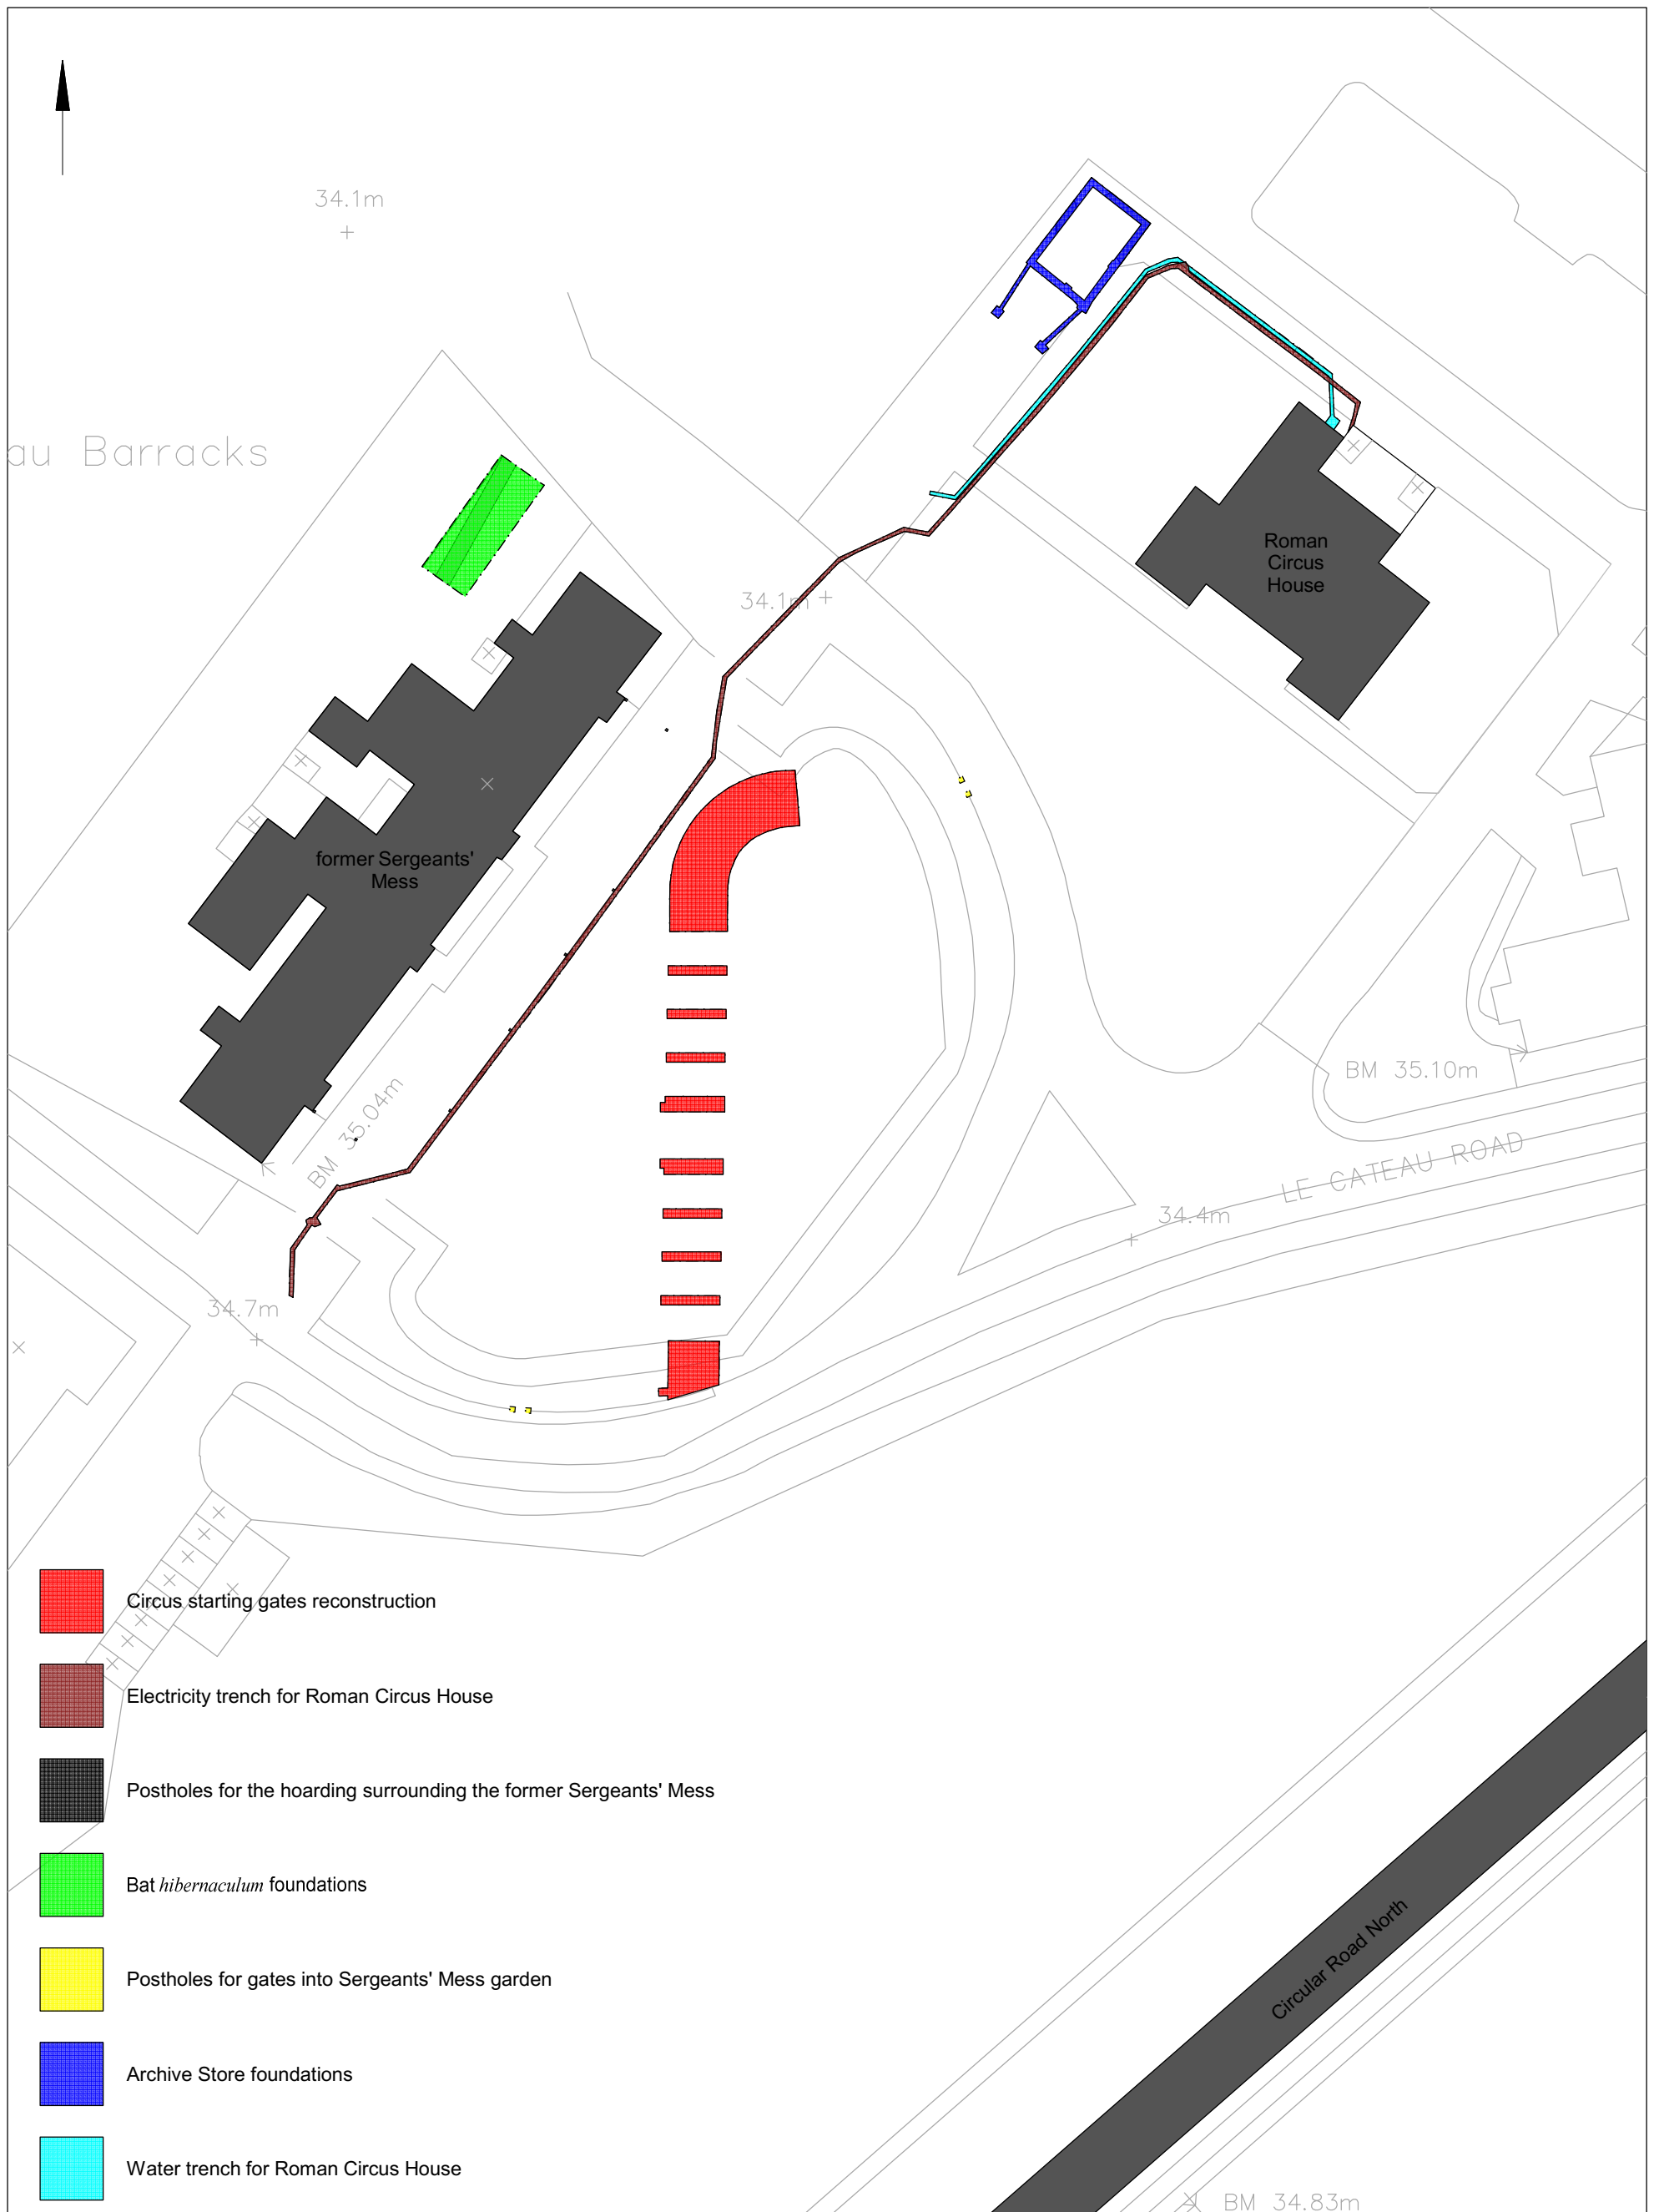 34.1m
au Barracks
Roman
Circus
House
34.1m
former Sergeants'
Mess
BM 35.04m
BM 35.10m
LE CATEAU ROAD
34.4m
34.7m
Circus starting gates reconstruction
Electricity trench for Roman Circus House
Postholes for the hoarding surrounding the former Sergeants' Mess
Bat hibernaculum foundations
Postholes for gates into Sergeants' Mess garden
Circular Road North
Archive Store foundations
Water trench for Roman Circus House
BM 34.83m